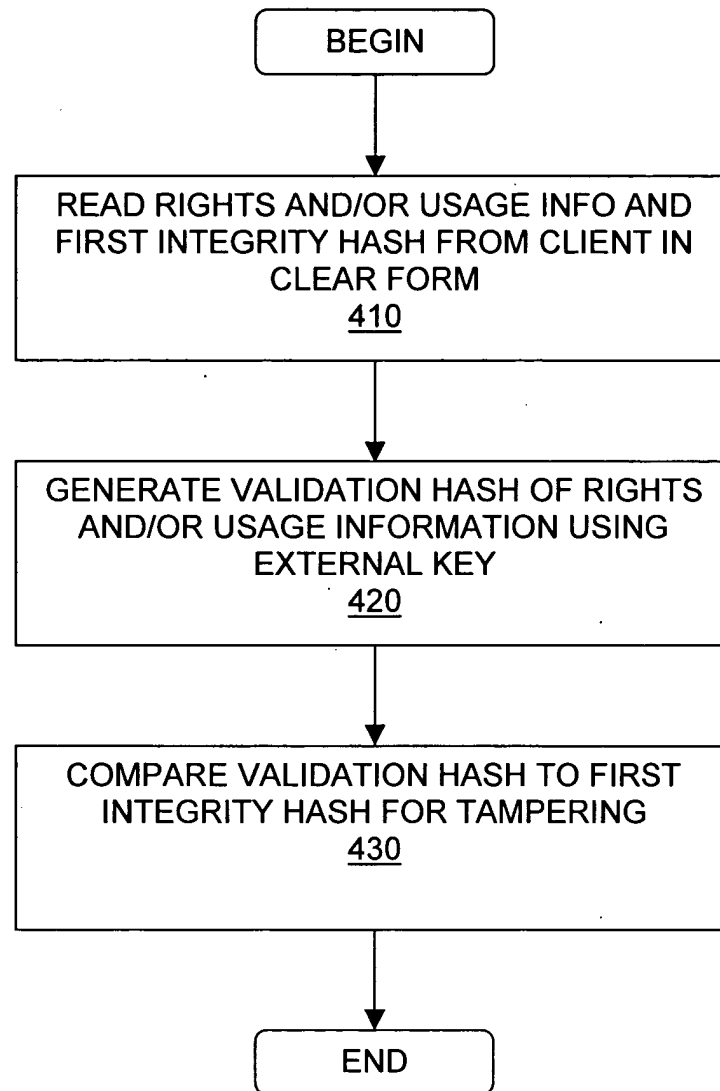 BEGIN
READ RIGHTS AND/OR USAGE INFO AND
FIRST INTEGRITY HASH FROM CLIENT IN
CLEAR FORM
410
GENERATE VALIDATION HASH OF RIGHTS
AND/OR USAGE INFORMATION USING
EXTERNAL KEY
420
COMPARE VALIDATION HASH TO FIRST
INTEGRITY HASH FOR TAMPERING
430
END